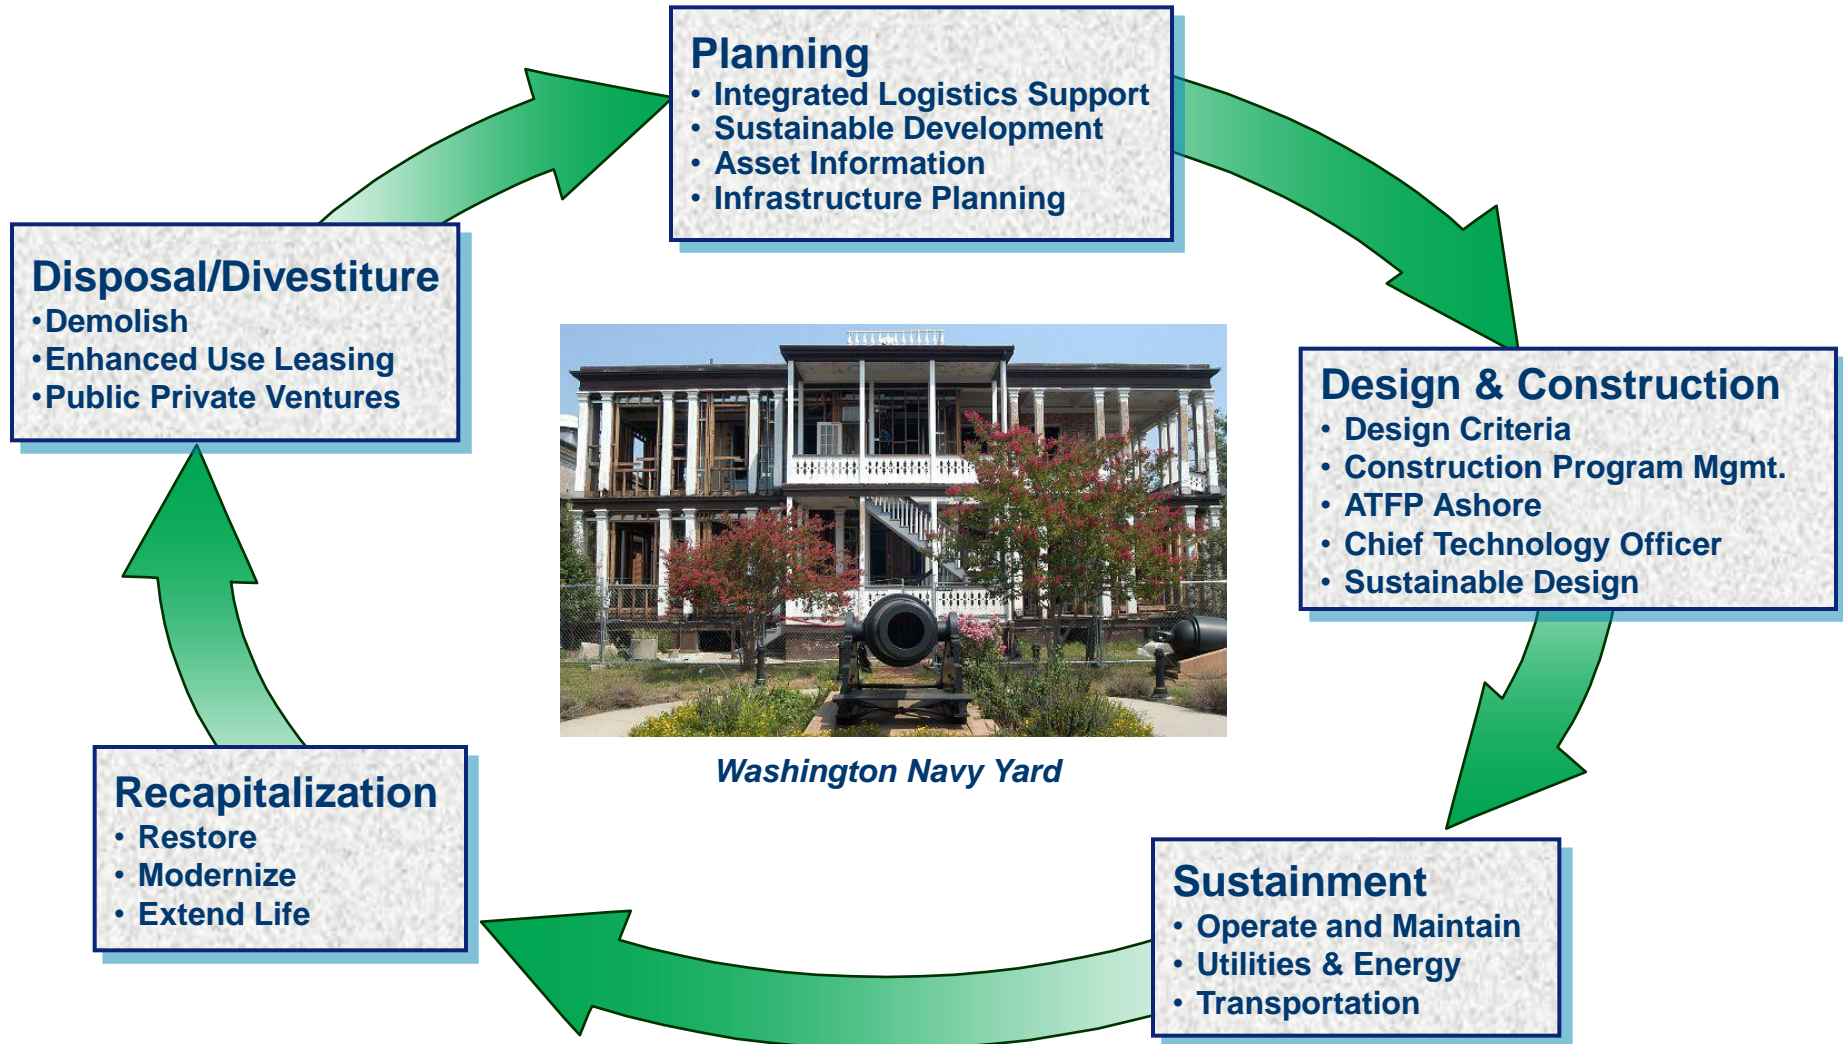 Planning
• Integrated Logistics Support
• Sustainable Development
• Asset Information
• Infrastructure Planning
Design & Construction
• Design Criteria
• Construction Program Mgmt.
• ATFP Ashore
• Chief Technology Officer
• Sustainable Design
Sustainment
• Operate and Maintain
• Utilities & Energy
• Transportation
Recapitalization
• Restore
• Modernize
• Extend Life
Disposal/Divestiture
•Demolish
•Enhanced Use Leasing
•Public Private Ventures
Washington Navy Yard